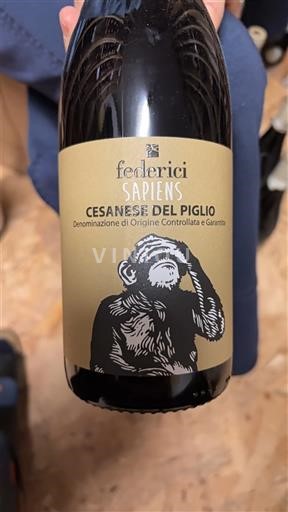 federici
SAPIENS
CESANESE DEL PIGLIO
Denominazione di Origine Controllata e Garantita